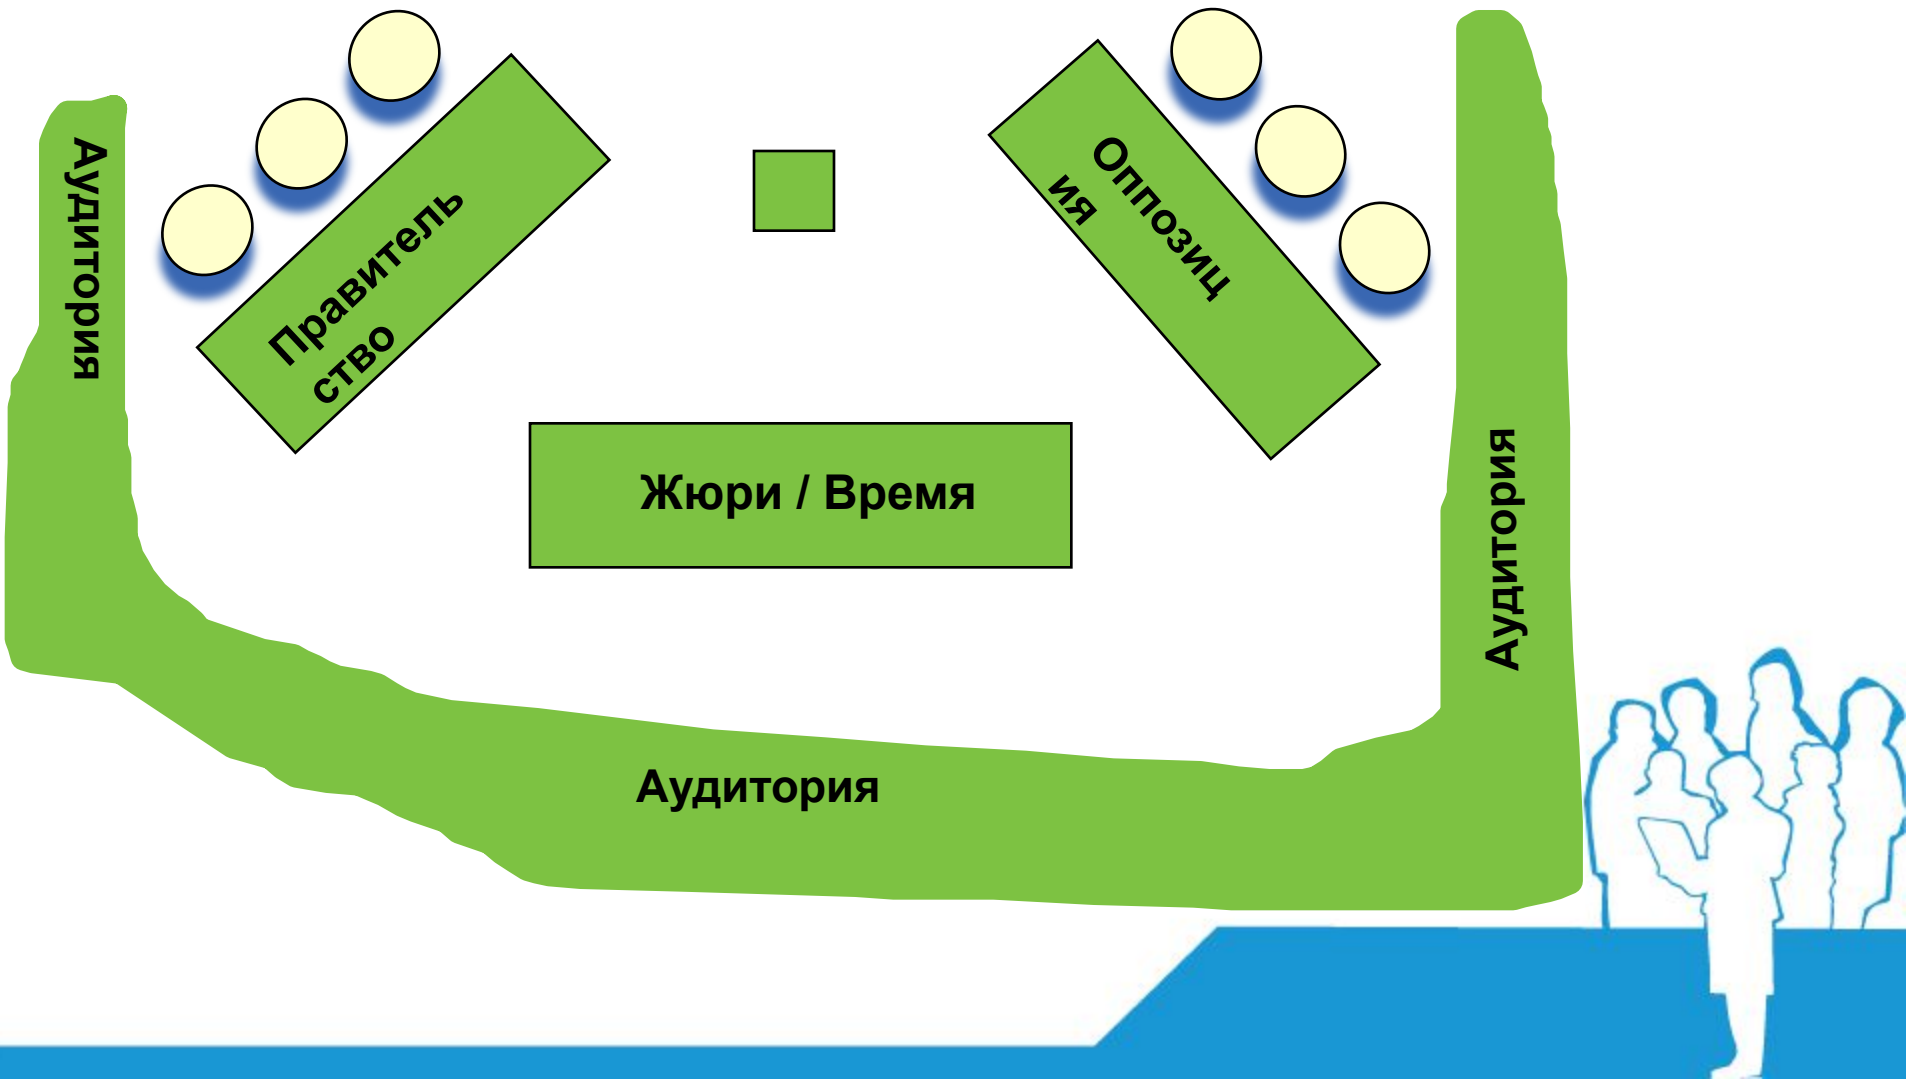 Аудитория
Правитель
ство
Оппозиц
ия
Жюри / Время
Аудитория
Аудитория